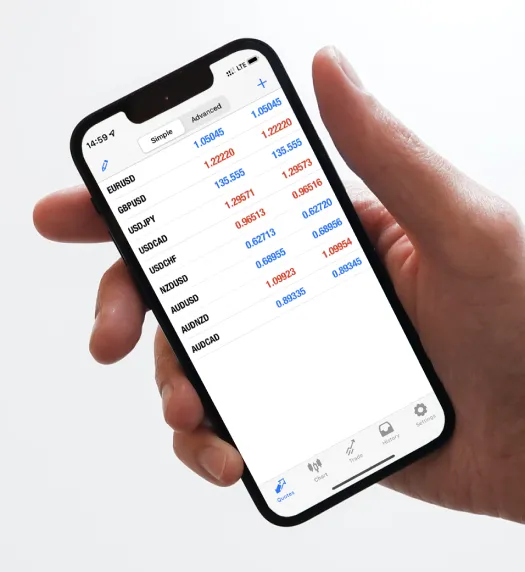 14:59 LTE
Simple Advanced +
EURUSD 1.05045 1.05045
GBPUSD 1.22220 1.22220
USDJPY 135.555 135.555
USDCAD 1.29571 1.29573
USDCHF 0.96513 0.96516
NZDUSD 0.62713 0.62720
AUDUSD 0.68955 0.68956
AUDNZD 1.09923 1.09954
AUDCAD 0.89335 0.89345
Quotes Chart Trade History Settings